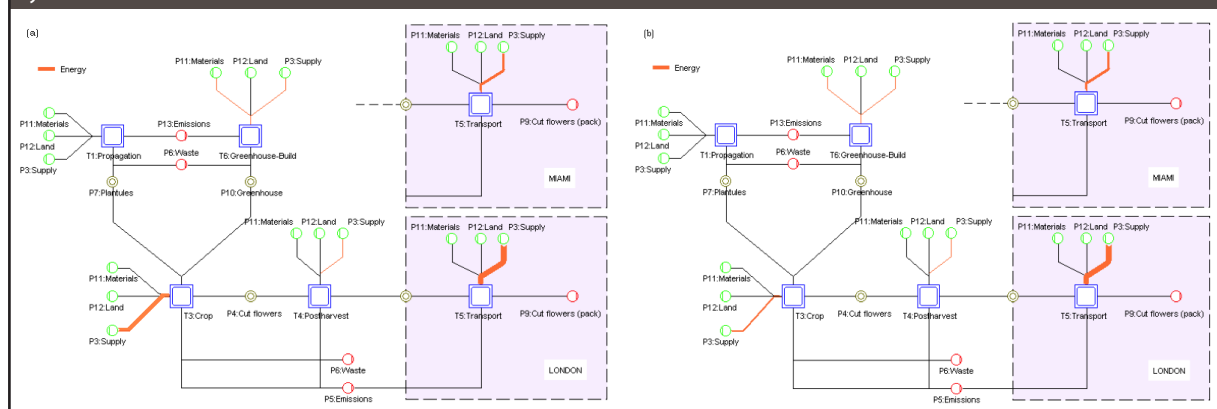 (a)
Energy
P11:Materials P12:Land P3:Supply
P11:Materials P12:Land P3:Supply
P11:Materials
P12:Land
P3:Supply
T1:Propagation
P13:Emissions
P6:Waste
T6:Greenhouse-Build
T5:Transport
P9:Cut flowers (pack)
MIAMI
P7:Plantules
P10:Greenhouse
P11:Materials P12:Land P3:Supply
P11:Materials P12:Land P3:Supply
P11:Materials
P12:Land
P3:Supply
T3:Crop
P4:Cut flowers
T4:Postharvest
T5:Transport
P9:Cut flowers (pack)
P6:Waste
P5:Emissions
LONDON
(b)
Energy
P11:Materials P12:Land P3:Supply
P11:Materials P12:Land P3:Supply
P11:Materials
P12:Land
P3:Supply
T1:Propagation
P13:Emissions
P6:Waste
T6:Greenhouse-Build
T5:Transport
P9:Cut flowers (pack)
MIAMI
P7:Plantules
P10:Greenhouse
P11:Materials P12:Land P3:Supply
P11:Materials P12:Land P3:Supply
P11:Materials
P12:Land
P3:Supply
T3:Crop
P4:Cut flowers
T4:Postharvest
T5:Transport
P9:Cut flowers (pack)
P6:Waste
P5:Emissions
LONDON